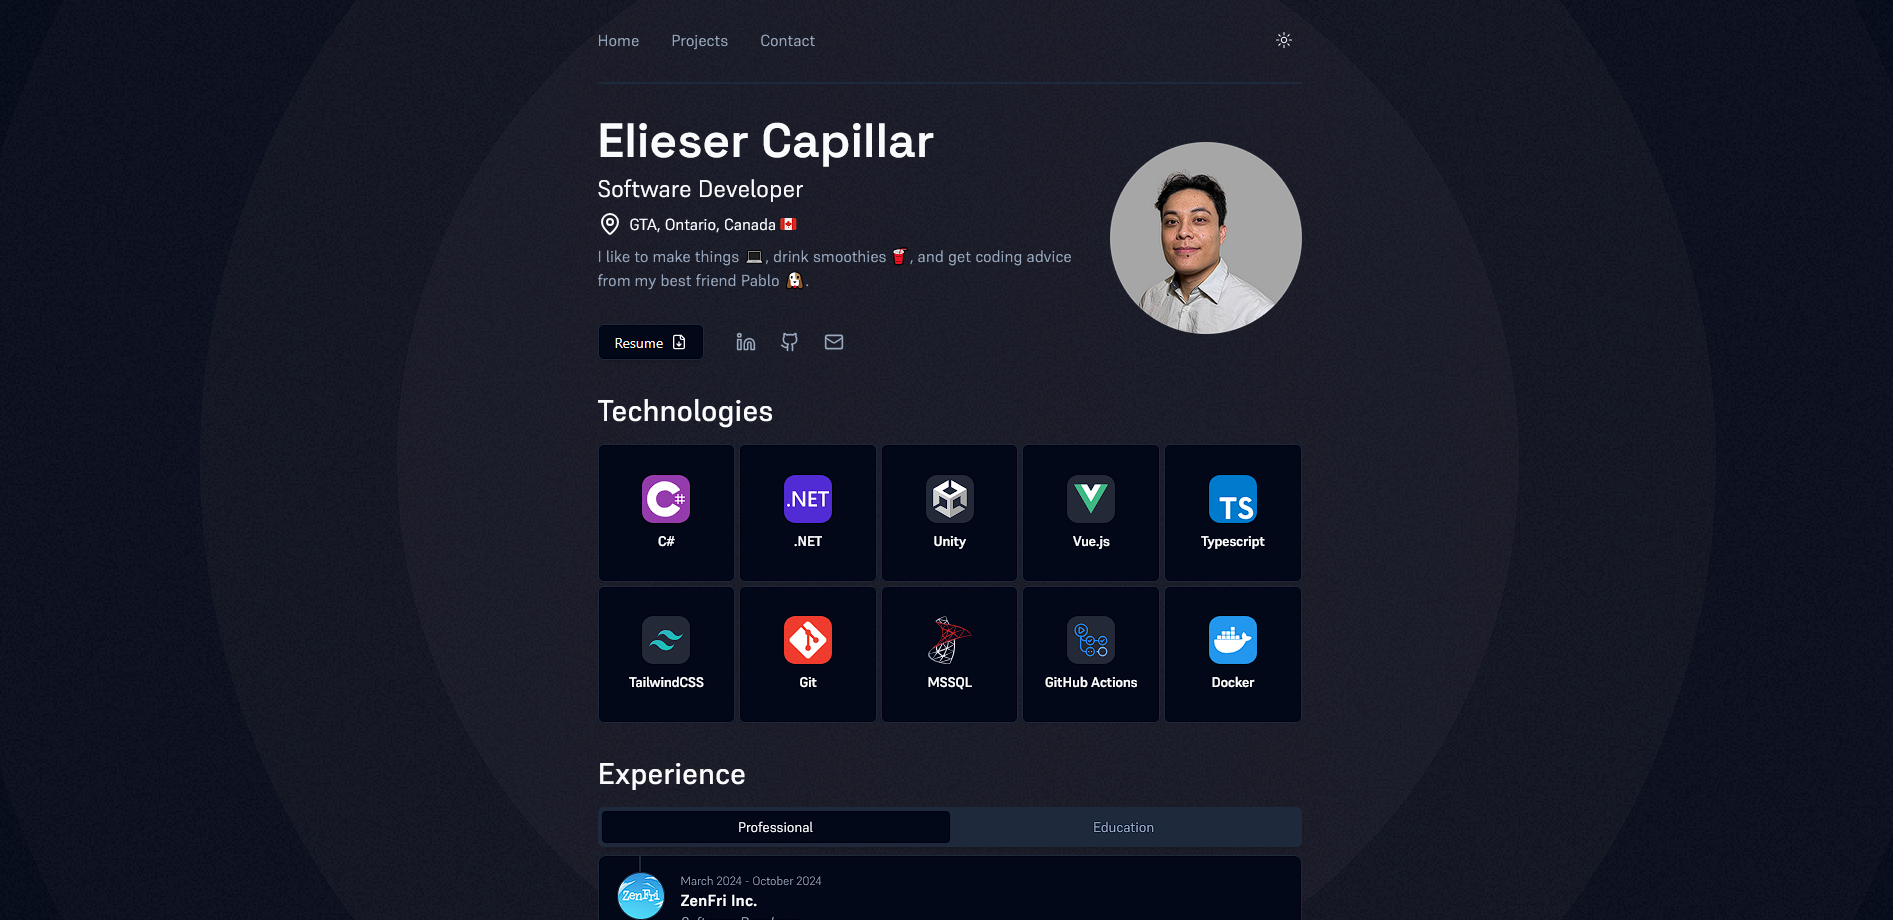 Home Projects Contact
Elieser Capillar
Software Developer
GTA, Ontario, Canada 🇨🇦
I like to make things 💻, drink smoothies 🥤, and get coding advice
from my best friend Pablo 🐶.
Resume
Technologies
C# .NET Unity Vue.js Typescript
.NET
TS
TailwindCSS Git MSSQL GitHub Actions Docker
Experience
Professional Education
March 2024 - October 2024
ZenFri
ZenFri Inc.